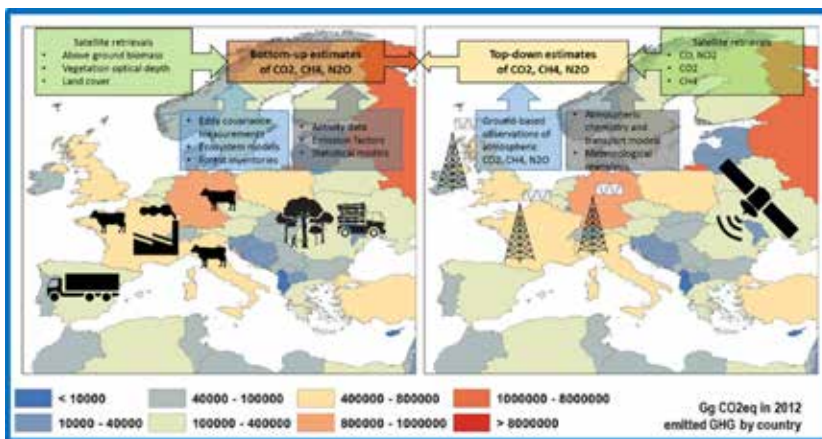 Satellite retrievals
• Above ground biomass
• Vegetation optical depth
• Land cover
Bottom-up estimates
of CO2, CH4, N2O
• Eddy covariance
measurements
• Ecosystem models
• Forest inventories
• Activity data
• Emission factors
• Statistical models
Top-down estimates
of CO2, CH4, N2O
Satellite retrievals
• CO, NO2
• CO2
• CH4
Ground-based
observations of
atmospheric
CO2, CH4, N2O
• Atmospheric
chemistry and
transport models
• Meteorological
< 10000
10000 - 40000
40000 - 100000
100000 - 400000
400000 - 800000
800000 - 1000000
1000000 - 8000000
> 8000000
Gg CO2eq in 2012
emitted GHG by country